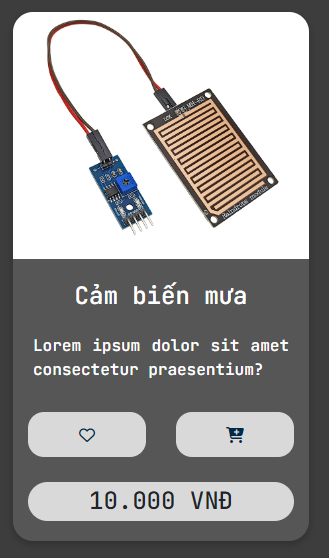 Cảm biến mưa
Lorem ipsum dolor sit amet
consectetur praesentium?
10.000 VNĐ